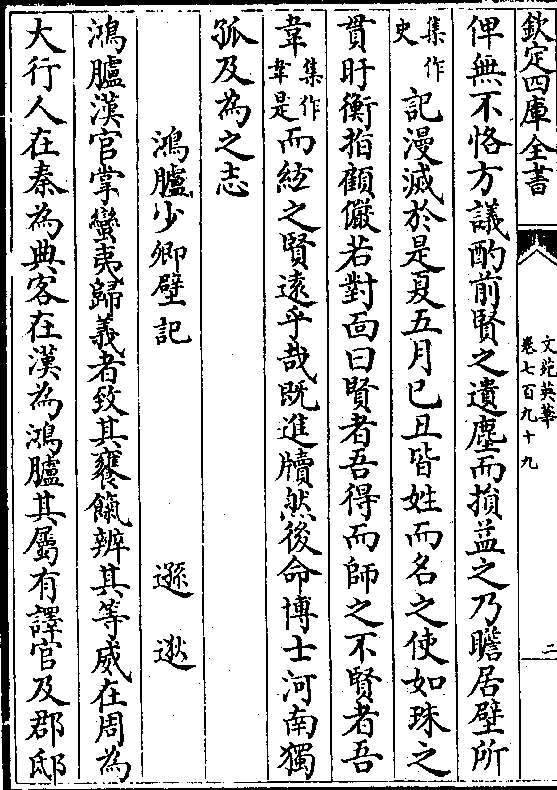 欽定四庫全書
文苑英華
卷七百九十九
二
俾無不恪方議酌前賢之遺塵而損益之乃瞻居壁所
集作史記漫滅於是夏五月己丑皆姓而名之使如珠之
貫盱衡指顧儼若對面曰賢者吾得而師之不賢者吾
韋集作韋是而紘之賢遠乎哉既進牘然後命博士河南獨
孤及為之志
鴻臚少卿壁記
孫逖
鴻臚漢官掌蠻夷歸義者致其饔餼辨其等威在周為
大行人在秦為典客在漢為鴻臚其屬有譯官及郡邸